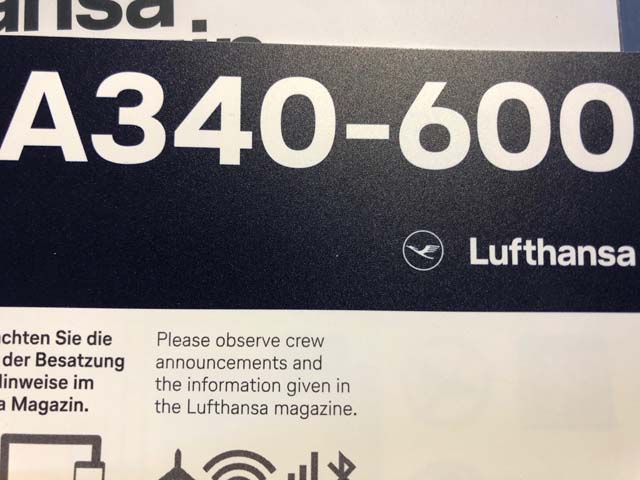 A340-600
Lufthansa
chten Sie die
der Besatzung
inweise im
a Magazin.
Please observe crew
announcements and
the information given in
the Lufthansa magazine.